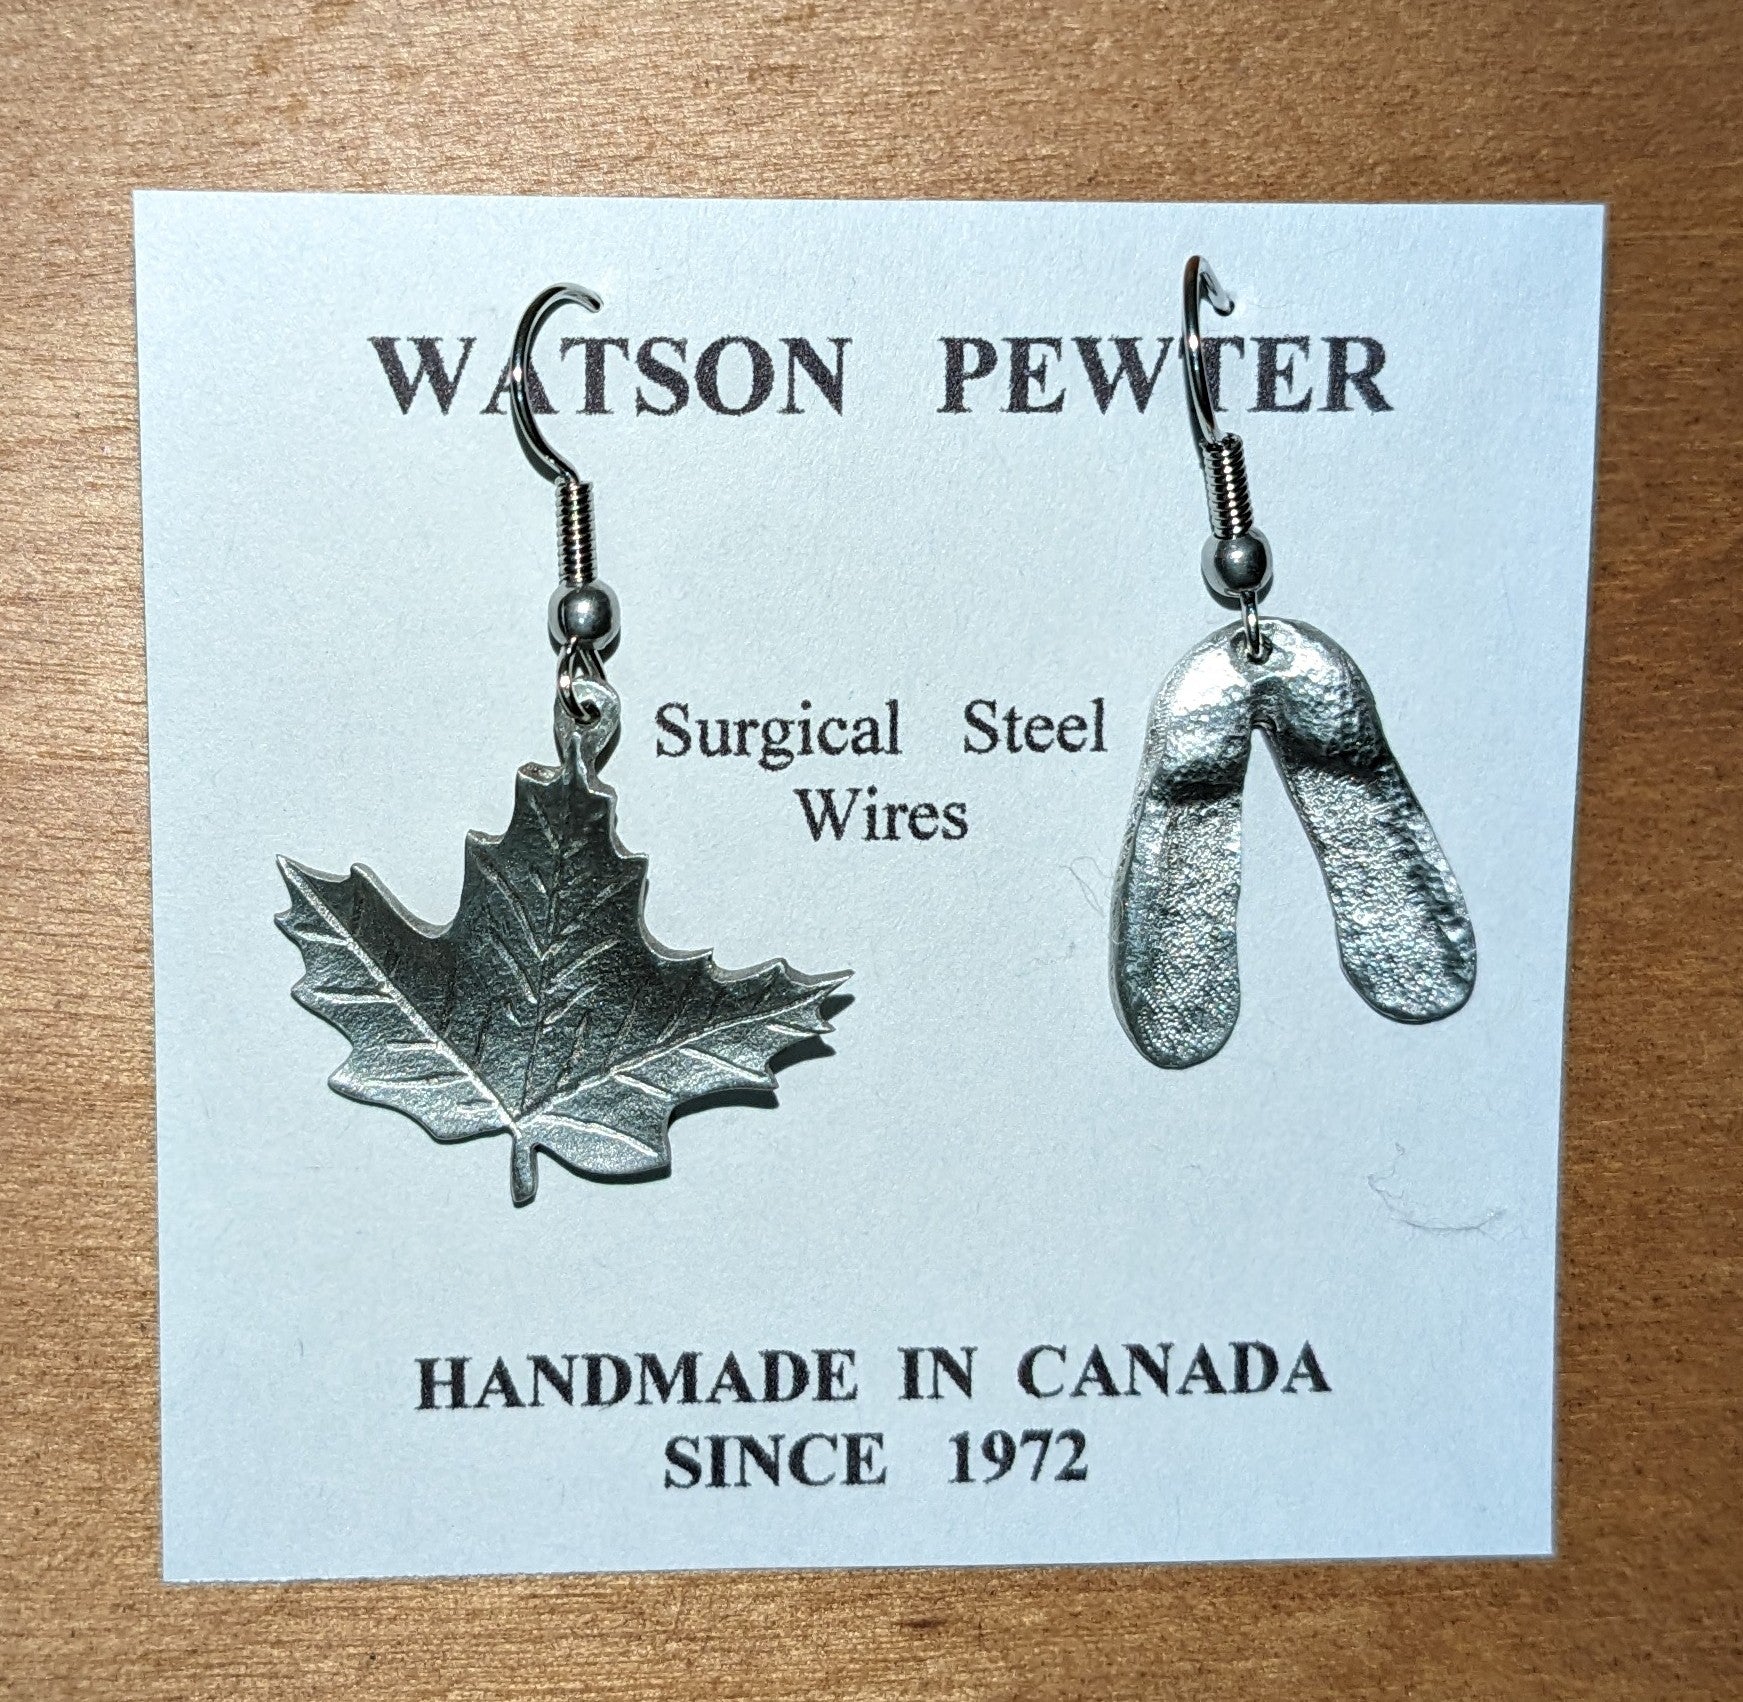 WATSON PEWTER
Surgical Steel
Wires
HANDMADE IN CANADA
SINCE 1972